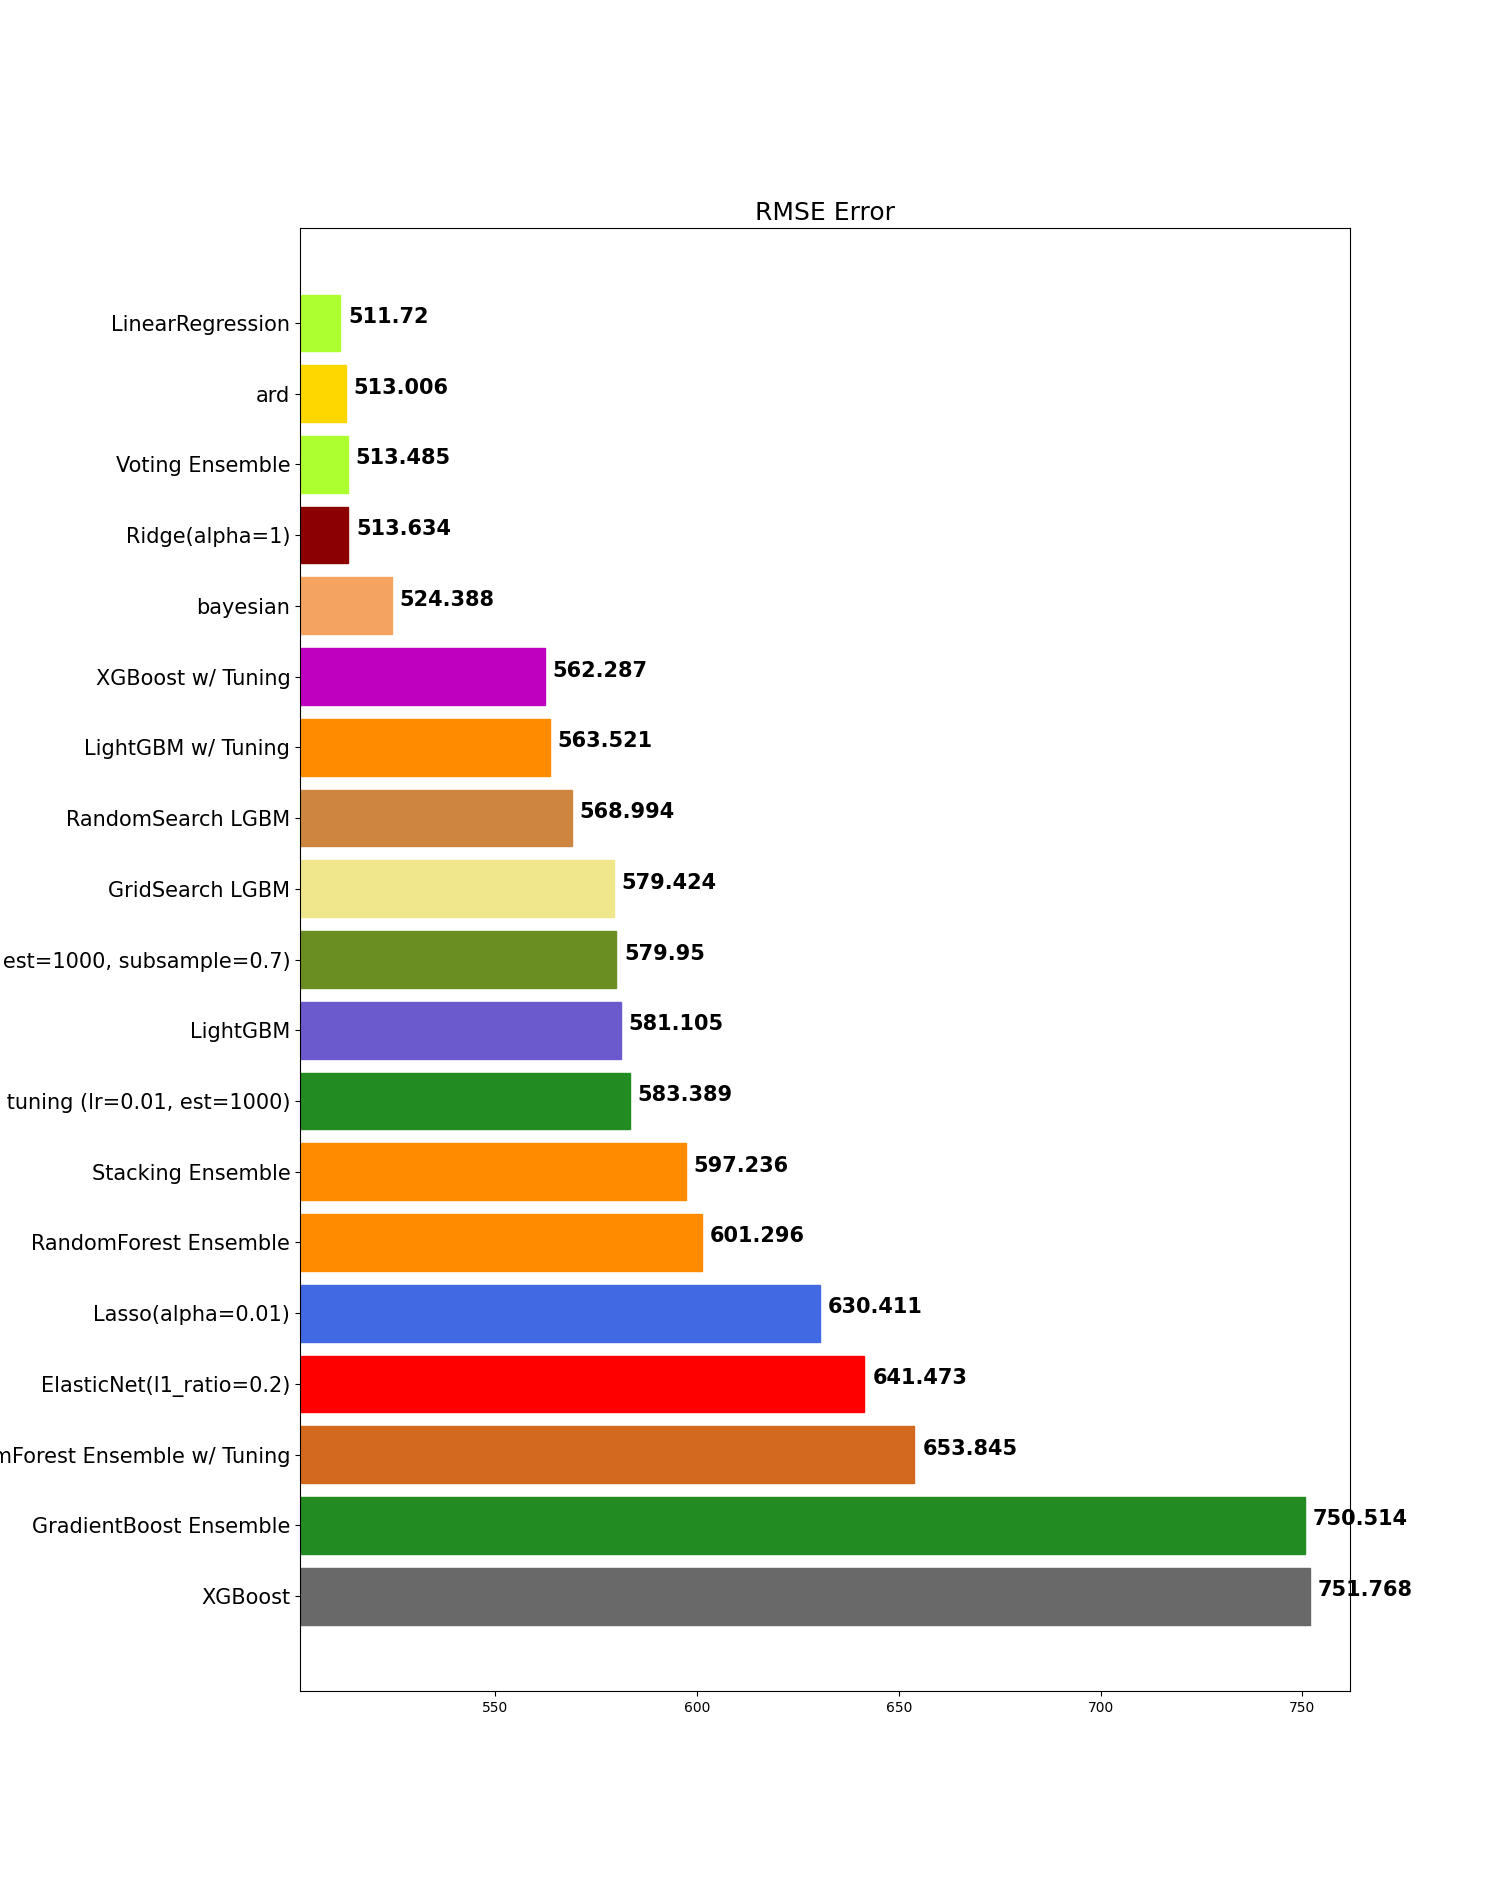 RMSE Error
LinearRegression 511.72
ard 513.006
Voting Ensemble 513.485
Ridge(alpha=1) 513.634
bayesian 524.388
XGBoost w/ Tuning 562.287
LightGBM w/ Tuning 563.521
RandomSearch LGBM 568.994
GridSearch LGBM 579.424
est=1000, subsample=0.7) 579.95
LightGBM 581.105
tuning (lr=0.01, est=1000) 583.389
Stacking Ensemble 597.236
RandomForest Ensemble 601.296
Lasso(alpha=0.01) 630.411
ElasticNet(l1_ratio=0.2) 641.473
mForest Ensemble w/ Tuning 653.845
GradientBoost Ensemble 750.514
XGBoost 751.768
550 600 650 700 750